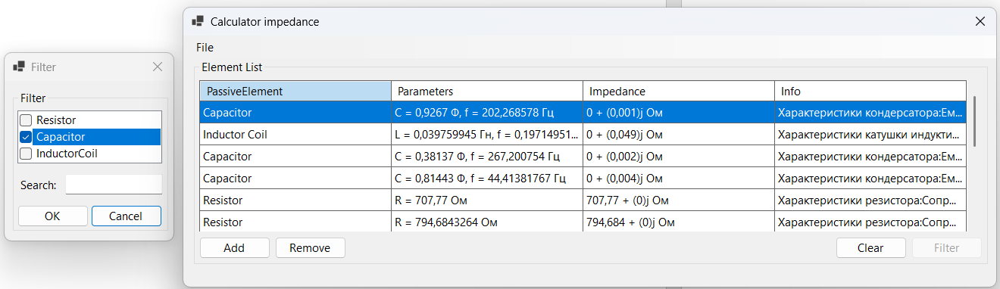 Filter
Filter
Resistor
Capacitor
InductorCoil
Search:
OK Cancel
Calculator impedance
File
Element List
PassiveElement Parameters Impedance Info
Capacitor C = 0,9267 Ф, f = 202,268578 Гц 0 + (0,001)j Ом Характеристики кондерсатора:Ем...
Inductor Coil L = 0,039759945 Гн, f = 0,19714951... 0 + (0,049)j Ом Характеристики катушки индукти...
Capacitor C = 0,38137 Ф, f = 267,200754 Гц 0 + (0,002)j Ом Характеристики кондерсатора:Ем...
Capacitor C = 0,81443 Ф, f = 44,41381767 Гц 0 + (0,004)j Ом Характеристики кондерсатора:Ем...
Resistor R = 707,77 Ом 707,77 + (0)j Ом Характеристики резистора:Сопр...
Resistor R = 794,6843264 Ом 794,684 + (0)j Ом Характеристики резистора:Сопр...
Add Remove Clear Filter